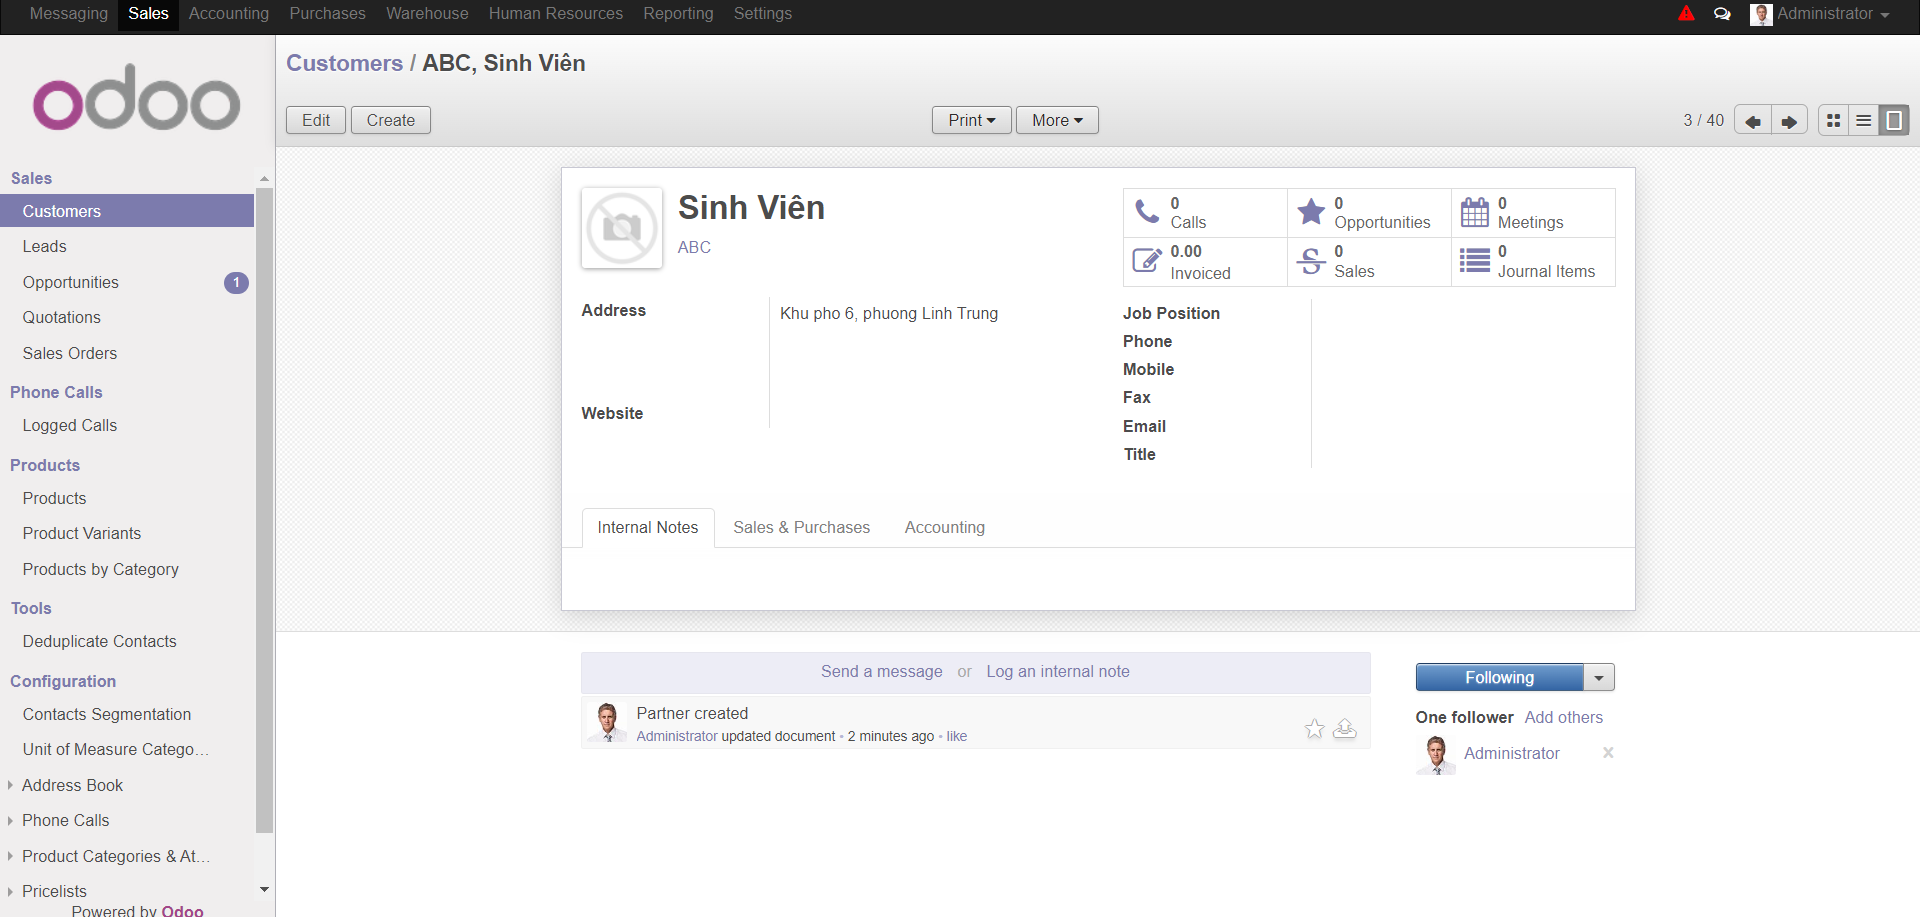 Messaging Sales Accounting Purchases Warehouse Human Resources Reporting Settings Administrator
odoo
Customers / ABC, Sinh Viên
Edit Create Print More 3 / 40
Sales
Customers
Leads
Opportunities 1
Quotations
Sales Orders
Phone Calls
Logged Calls
Products
Products
Product Variants
Products by Category
Tools
Deduplicate Contacts
Configuration
Contacts Segmentation
Unit of Measure Catego...
Address Book
Phone Calls
Product Categories & At...
Pricelists
Powered by Odoo
Sinh Viên
ABC
0 Calls
0 Opportunities
0 Meetings
0.00 Invoiced
0 Sales
0 Journal Items
Address Khu pho 6, phuong Linh Trung
Website
Job Position
Phone
Mobile
Fax
Email
Title
Internal Notes Sales & Purchases Accounting
Send a message or Log an internal note
Partner created
Administrator updated document • 2 minutes ago • like
Following
One follower Add others
Administrator x